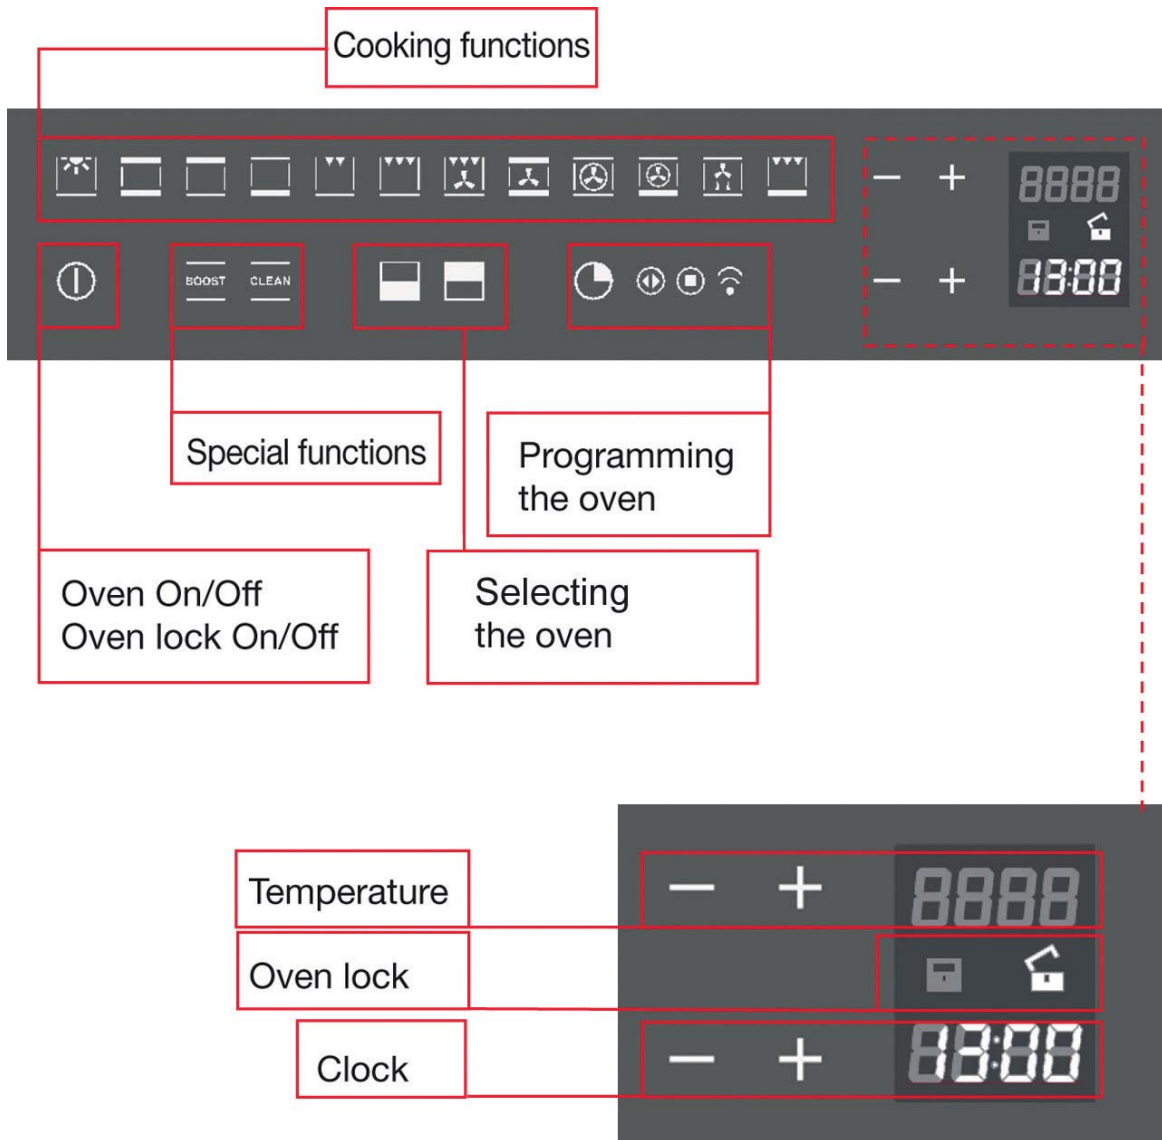 Cooking functions
8888
BOOST CLEAN
13:00
Special functions
Programming
the oven
Oven On/Off
Oven lock On/Off
Selecting
the oven
Temperature
8888
Oven lock
Clock
13:00